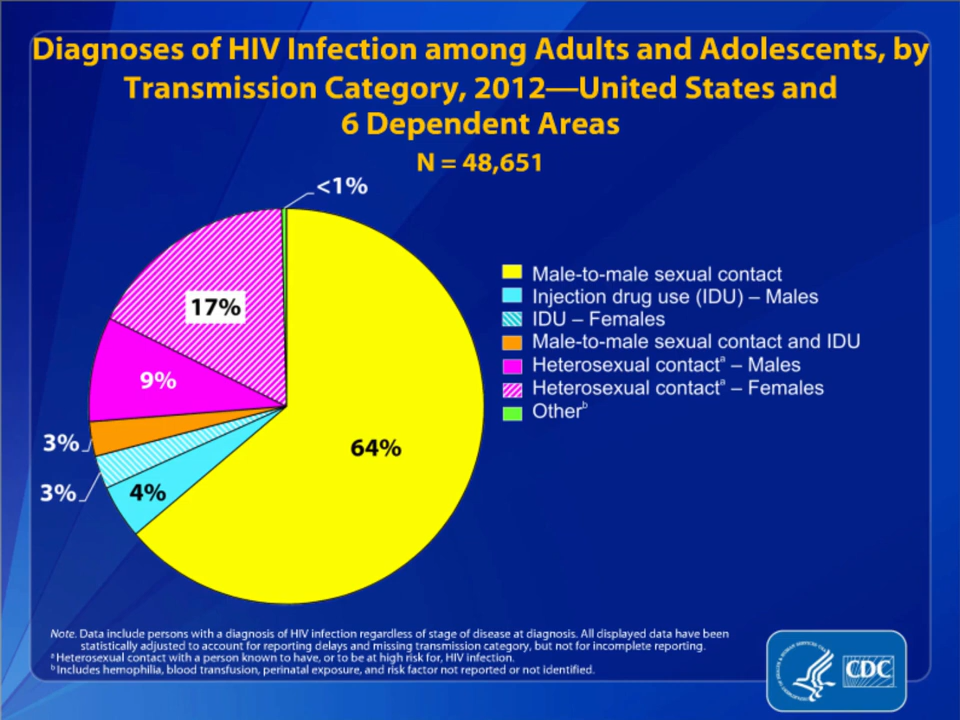 Diagnoses of HIV Infection among Adults and Adolescents, by
Transmission Category, 2012—United States and
6 Dependent Areas
N = 48,651
<1%
17%
9%
3%
3%
4%
64%
Male-to-male sexual contact
Injection drug use (IDU) – Males
IDU – Females
Male-to-male sexual contact and IDU
Heterosexual contactᵃ – Males
Heterosexual contactᵃ – Females
Otherᵇ
Note. Data include persons with a diagnosis of HIV infection regardless of stage of disease at diagnosis. All displayed data have been
statistically adjusted to account for reporting delays and missing transmission category, but not for incomplete reporting.
ᵃ Heterosexual contact with a person known to have, or to be at high risk for, HIV infection.
ᵇ Includes hemophilia, blood transfusion, perinatal exposure, and risk factor not reported or not identified.
CDC